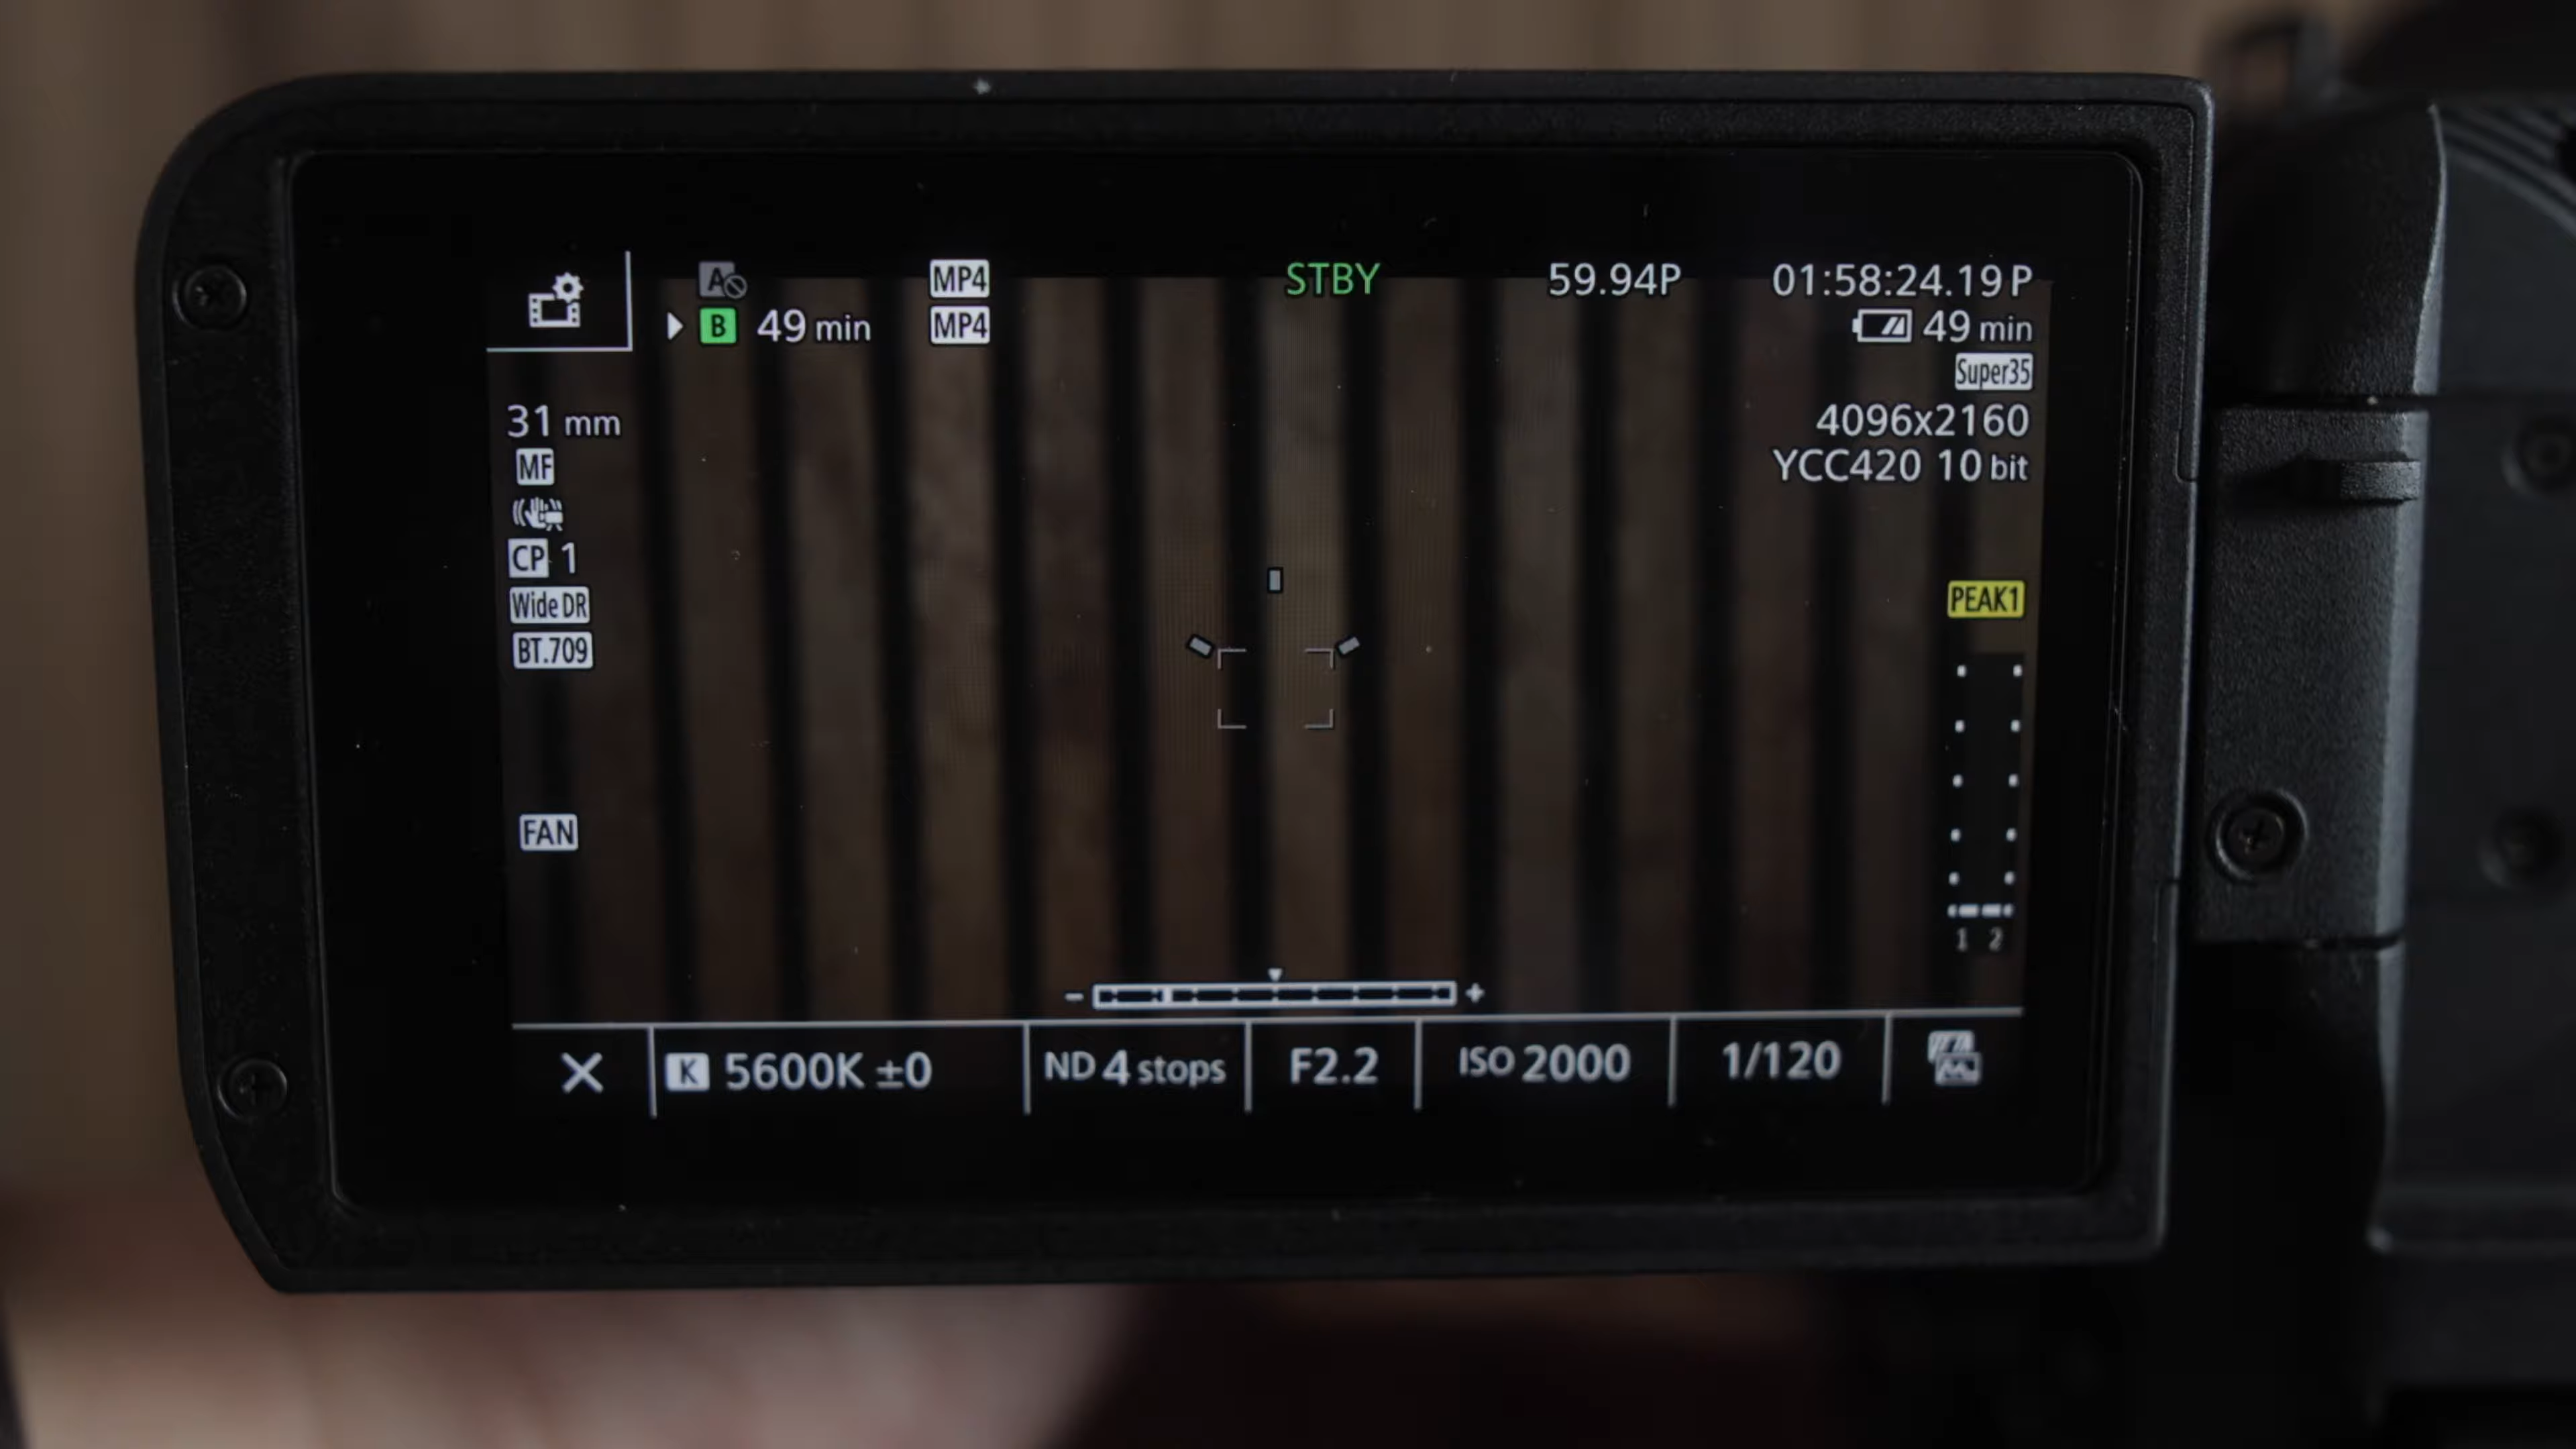 A MP4 STBY 59.94P 01:58:24.19 P
B 49 min MP4 49 min
Super35
31 mm 4096x2160
MF YCC420 10 bit
CP 1
Wide DR PEAK1
BT.709
FAN
1 2
- +
K 5600K ±0 ND 4 stops F2.2 ISO 2000 1/120